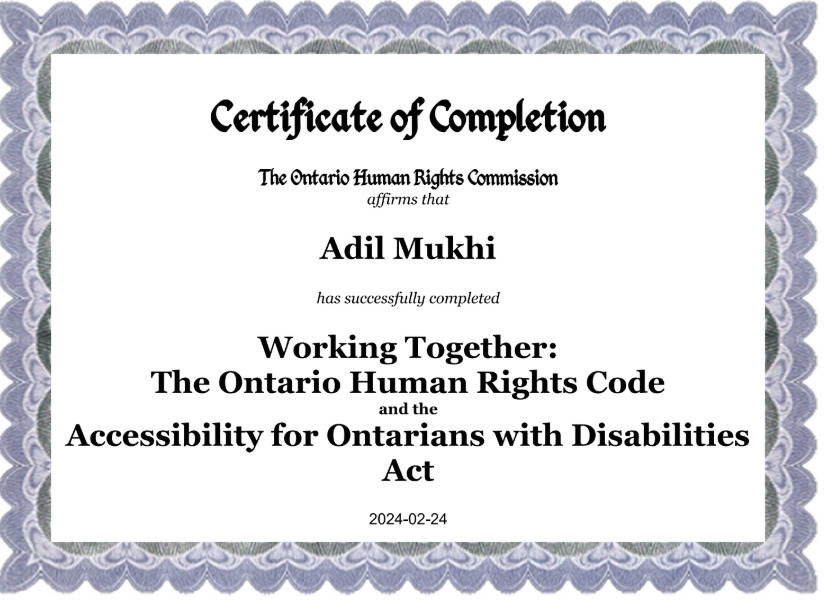 Certificate of Completion
The Ontario Human Rights Commission
affirms that
Adil Mukhi
has successfully completed
Working Together:
The Ontario Human Rights Code
and the
Accessibility for Ontarians with Disabilities
Act
2024-02-24